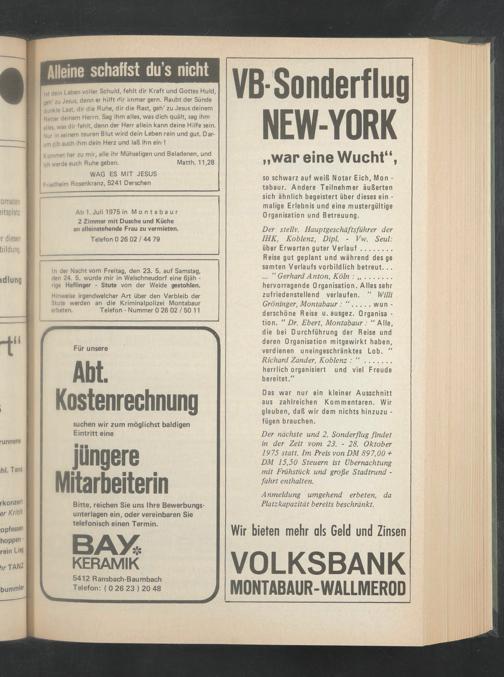 Alleine schaffst du's nicht
Ist dein Leben voller Schuld, fehlt dir Kraft und Gottes Huld,
geh' zu Jesus, denn er hilft dir immer gern. Raubt der Sünde
dunkle Last, dir die Ruhe, dir die Rast, geh' zu Jesus deinem
Retter deinem Herrn. Sag ihm alles, was dich quält, sag ihm
alles, was dir fehlt, denn der Herr allein kann deine Hilfe sein.
Nur in seinem teuren Blut wird dein Leben rein und gut. Dar-
um gib auch ihm dein Herz und laß ihn ein!
Kommet her zu mir, alle ihr Mühseligen und Beladenen, und
ich werde euch Ruhe geben. Matth. 11,28
WAG ES MIT JESUS
Friedhelm Rosenkranz, 5241 Derschen
Ab 1. Juli 1975 in Montabaur
2 Zimmer mit Dusche und Küche
an alleinstehende Frau zu vermieten.
Telefon 0 26 02 / 44 79
In der Nacht vom Freitag, den 23. 5. auf Samstag,
den 24. 5. wurde mir in Welschneudorf eine 6jäh -
rige Haflinger - Stute von der Weide gestohlen.
Hinweise irgendwelcher Art über den Verbleib der
Stute werden an die Kriminalpolizei Montabaur
erbeten. Telefon - Nummer 0 26 02 / 50 11
Für unsere
Abt.
Kostenrechnung
suchen wir zum möglichst baldigen
Eintritt eine
jüngere
Mitarbeiterin
Bitte, reichen Sie uns Ihre Bewerbungs-
unterlagen ein, oder vereinbaren Sie
telefonisch einen Termin.
BAY
KERAMIK
5412 Ransbach-Baumbach
Telefon: ( 0 26 23 ) 20 48
VB-Sonderflug
NEW-YORK
„war eine Wucht“,
so schwarz auf weiß Notar Eich, Mon -
tabaur. Andere Teilnehmer äußerten
sich ähnlich begeistert über dieses ein -
malige Erlebnis und eine mustergültige
Organisation und Betreuung.
Der stellv. Hauptgeschäftsführer der
IHK, Koblenz, Dipl. - Vw. Seul:
über Erwarten guter Verlauf ........
Reise gut geplant und während des ge
samten Verlaufs vorbildlich betreut. . .
... " Gerhard Anton, Köln : „ ........
hervorragende Organisation. Alles sehr
zufriedenstellend verlaufen. " Willi
Gröninger, Montabaur : " ..... wun -
derschöne Reise u. ausgez. Organisa -
tion. " Dr. Ebert, Montabaur : " Alle,
die bei Durchführung der Reise und
deren Organisation mitgewirkt haben,
verdienen uneingeschränktes Lob. "
Richard Zander, Koblenz : " .......
herrlich organisiert und viel Freude
bereitet."
Das war nur ein kleiner Ausschnitt
aus zahlreichen Kommentaren. Wir
glauben, daß wir dem nichts hinzuzu -
fügen brauchen.
Der nächste und 2. Sonderflug findet
in der Zeit vom 23. - 28. Oktober
1975 statt. Im Preis von DM 897,00 +
DM 15,50 Steuern ist Übernachtung
mit Frühstück und große Stadtrund -
fahrt enthalten.
Anmeldung umgehend erbeten, da
Platzkapazität bereits beschränkt.
Wir bieten mehr als Geld und Zinsen
VOLKSBANK
MONTABAUR-WALLMEROD